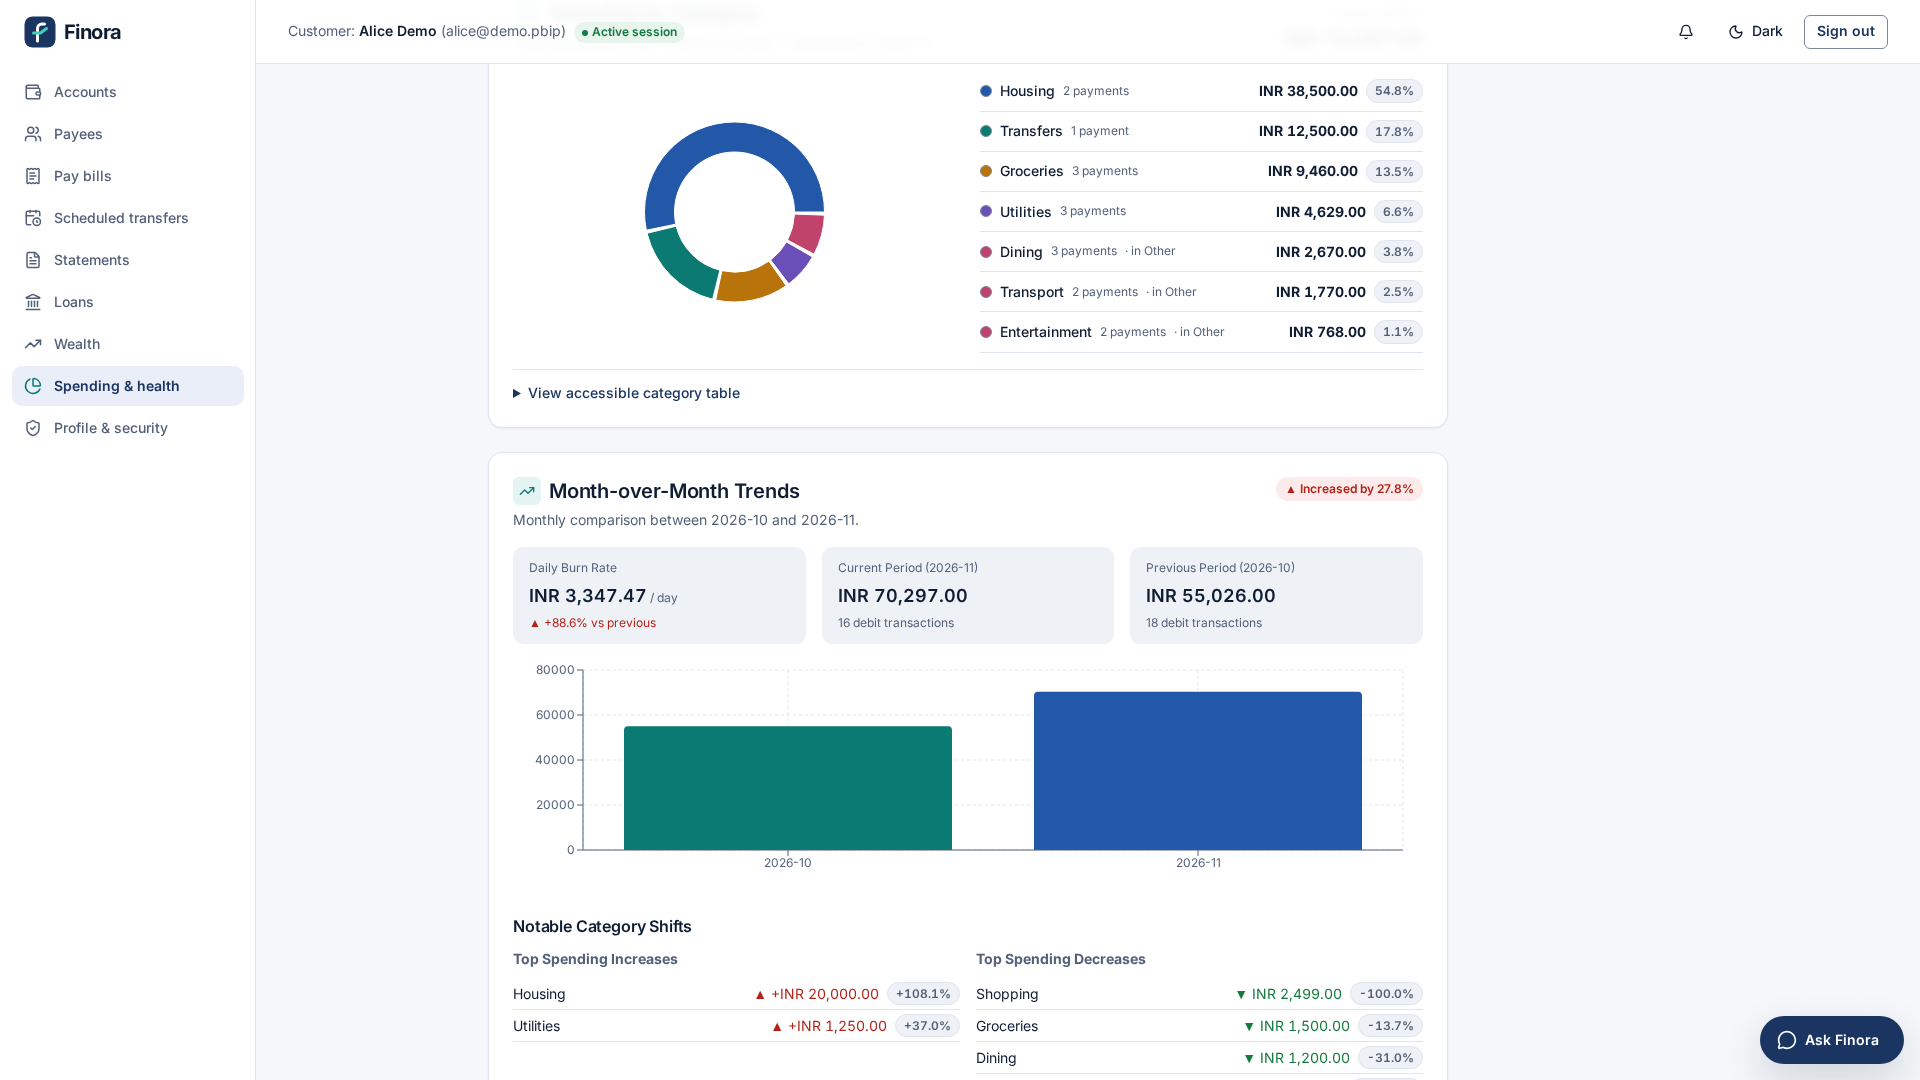 Finora
Customer: Alice Demo (alice@demo.pbip) ● Active session
Dark
Sign out
Accounts
Payees
Pay bills
Scheduled transfers
Statements
Loans
Wealth
Spending & health
Profile & security
Housing 2 payments INR 38,500.00 54.8%
Transfers 1 payment INR 12,500.00 17.8%
Groceries 3 payments INR 9,460.00 13.5%
Utilities 3 payments INR 4,629.00 6.6%
Dining 3 payments · in Other INR 2,670.00 3.8%
Transport 2 payments · in Other INR 1,770.00 2.5%
Entertainment 2 payments · in Other INR 768.00 1.1%
▶ View accessible category table
Month-over-Month Trends
▲ Increased by 27.8%
Monthly comparison between 2026-10 and 2026-11.
Daily Burn Rate
INR 3,347.47 / day
▲ +88.6% vs previous
Current Period (2026-11)
INR 70,297.00
16 debit transactions
Previous Period (2026-10)
INR 55,026.00
18 debit transactions
80000
60000
40000
20000
0
2026-10
2026-11
Notable Category Shifts
Top Spending Increases
Housing ▲ +INR 20,000.00 +108.1%
Utilities ▲ +INR 1,250.00 +37.0%
Top Spending Decreases
Shopping ▼ INR 2,499.00 -100.0%
Groceries ▼ INR 1,500.00 -13.7%
Dining ▼ INR 1,200.00 -31.0%
Ask Finora